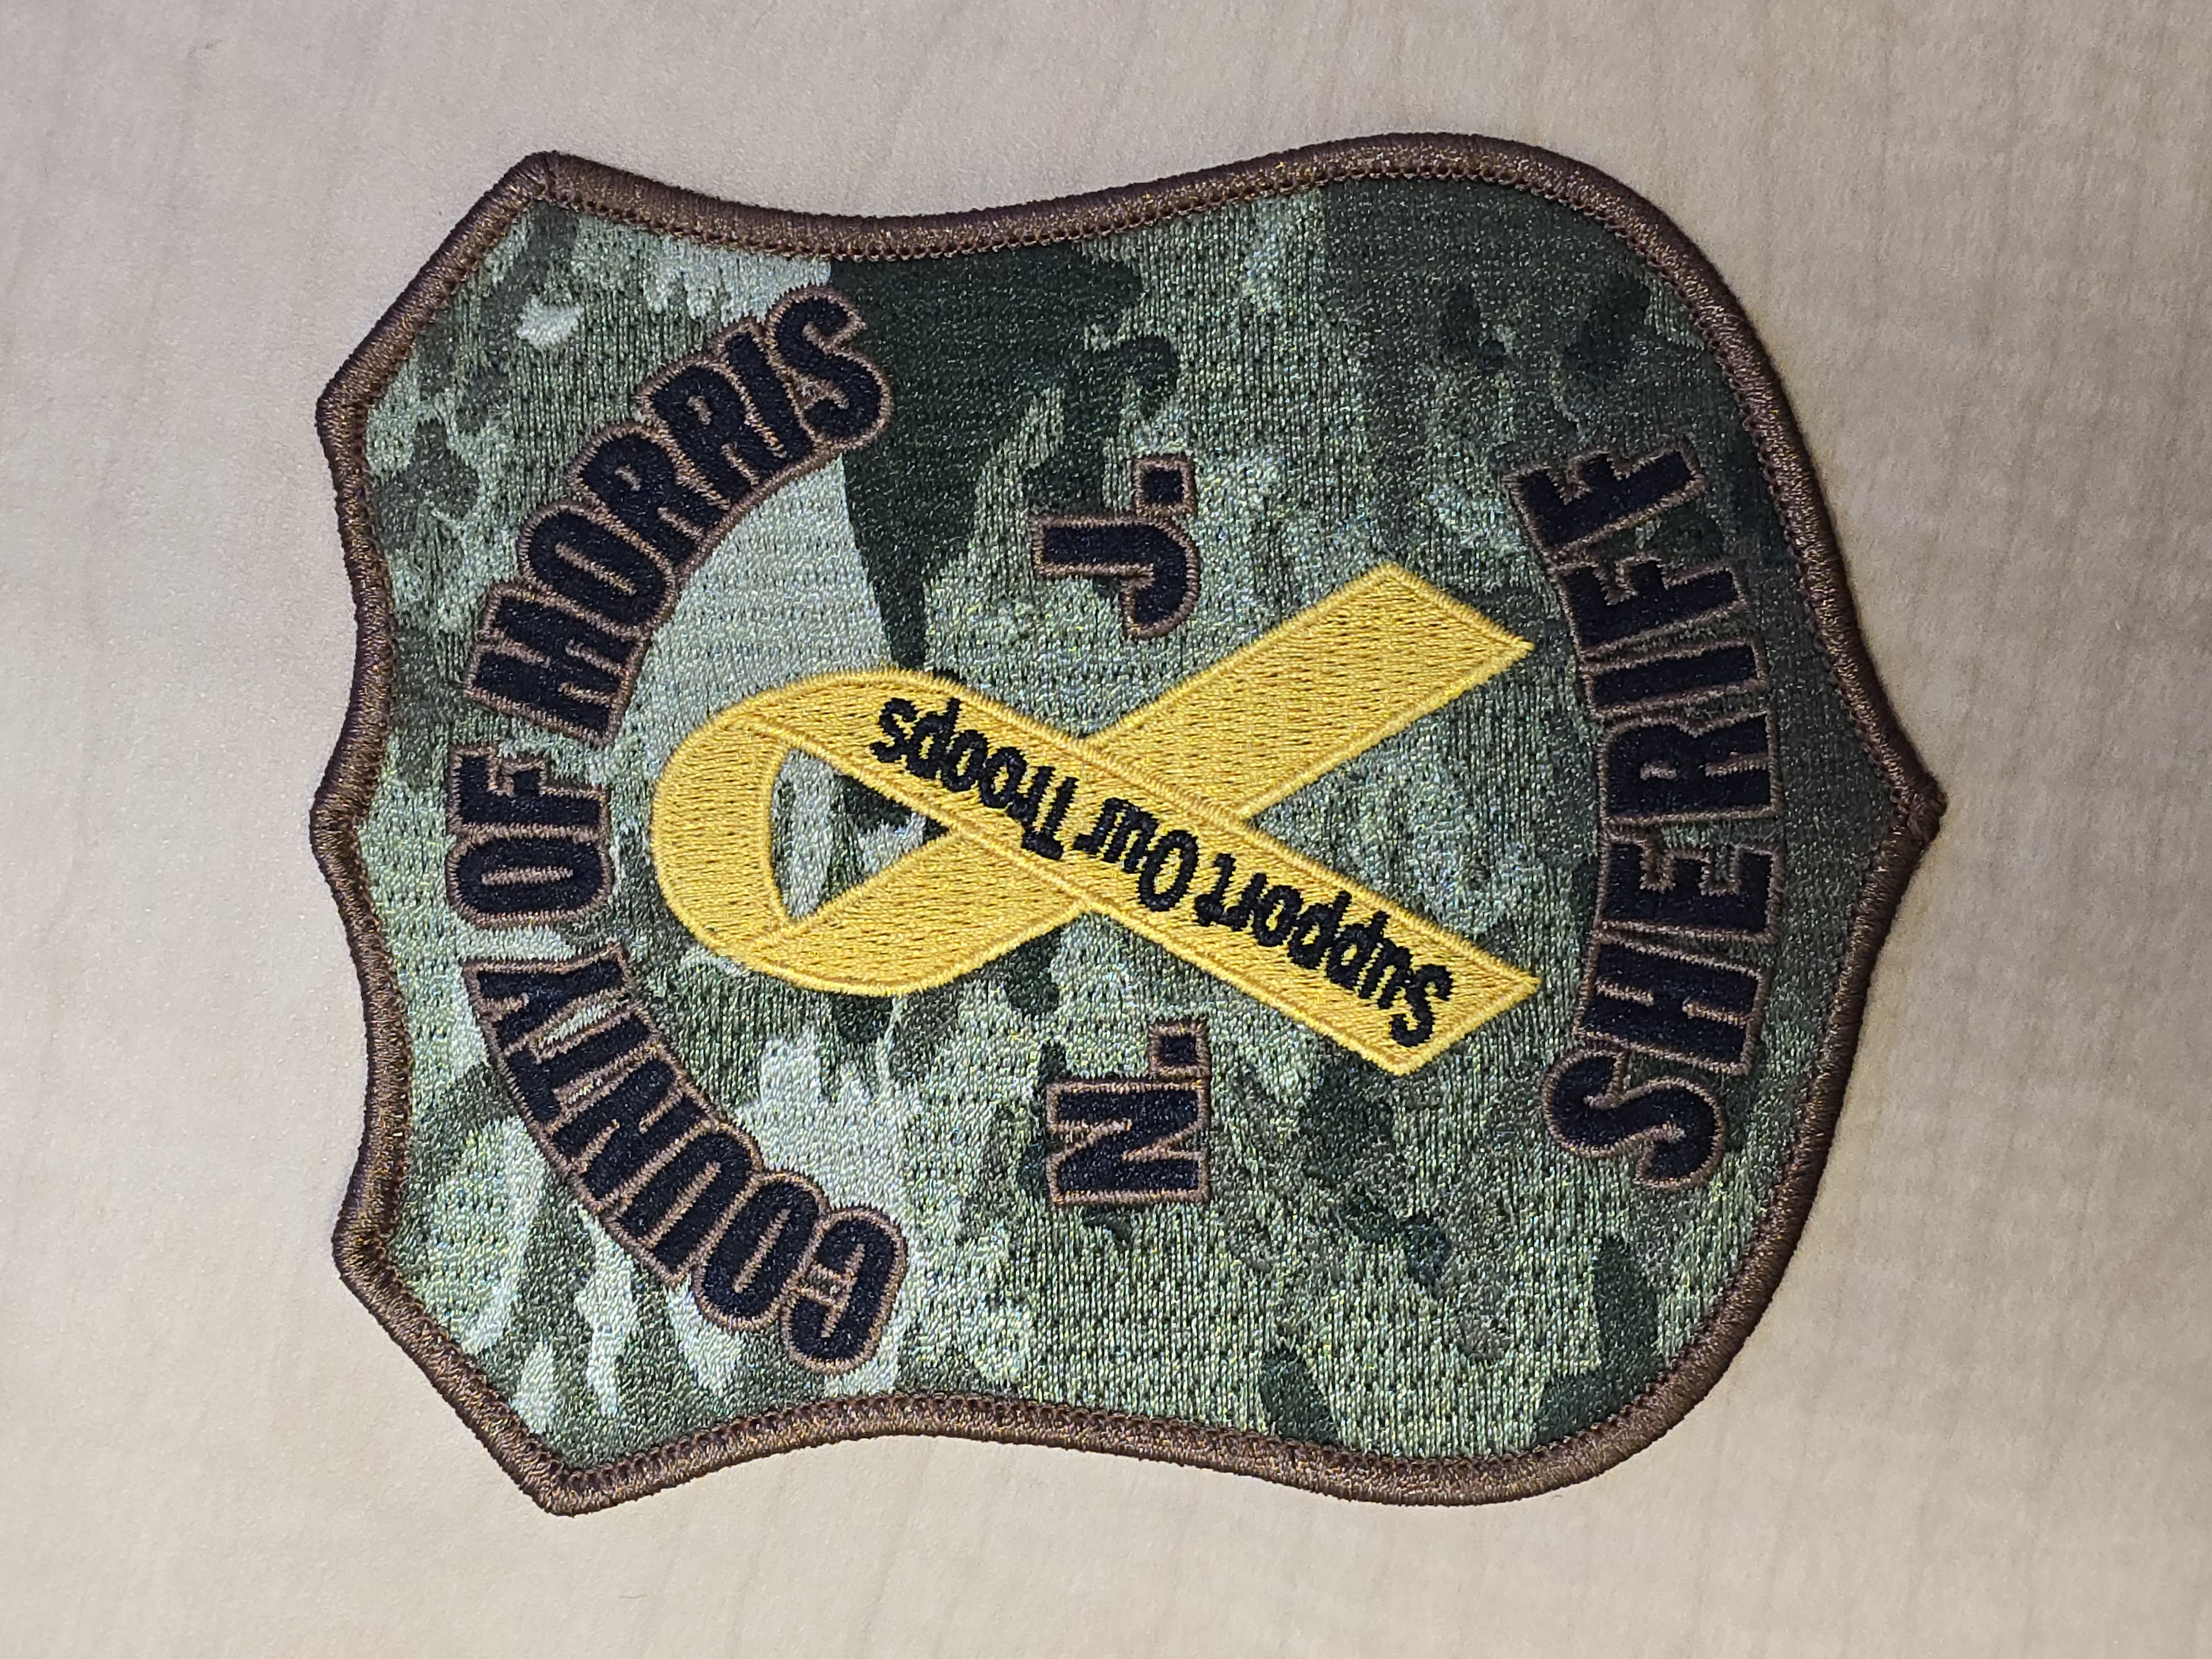 COUNTY OF MORRIS
N. J.
Support Our Troops
SHERIFF